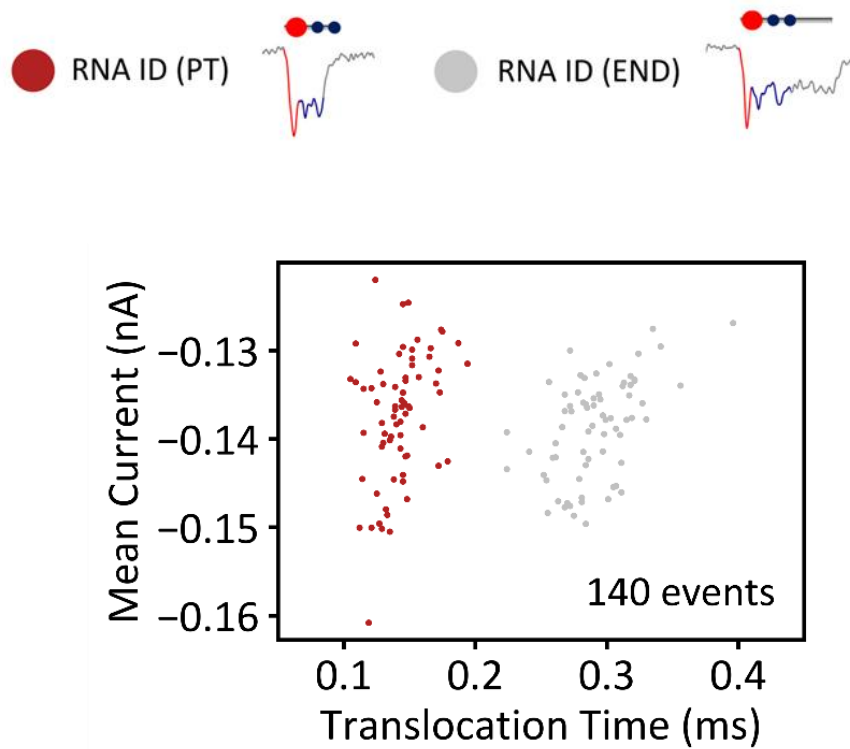 RNA ID (PT)
RNA ID (END)
Mean Current (nA)
−0.13
−0.14
−0.15
−0.16
140 events
0.1
0.2
0.3
0.4
Translocation Time (ms)